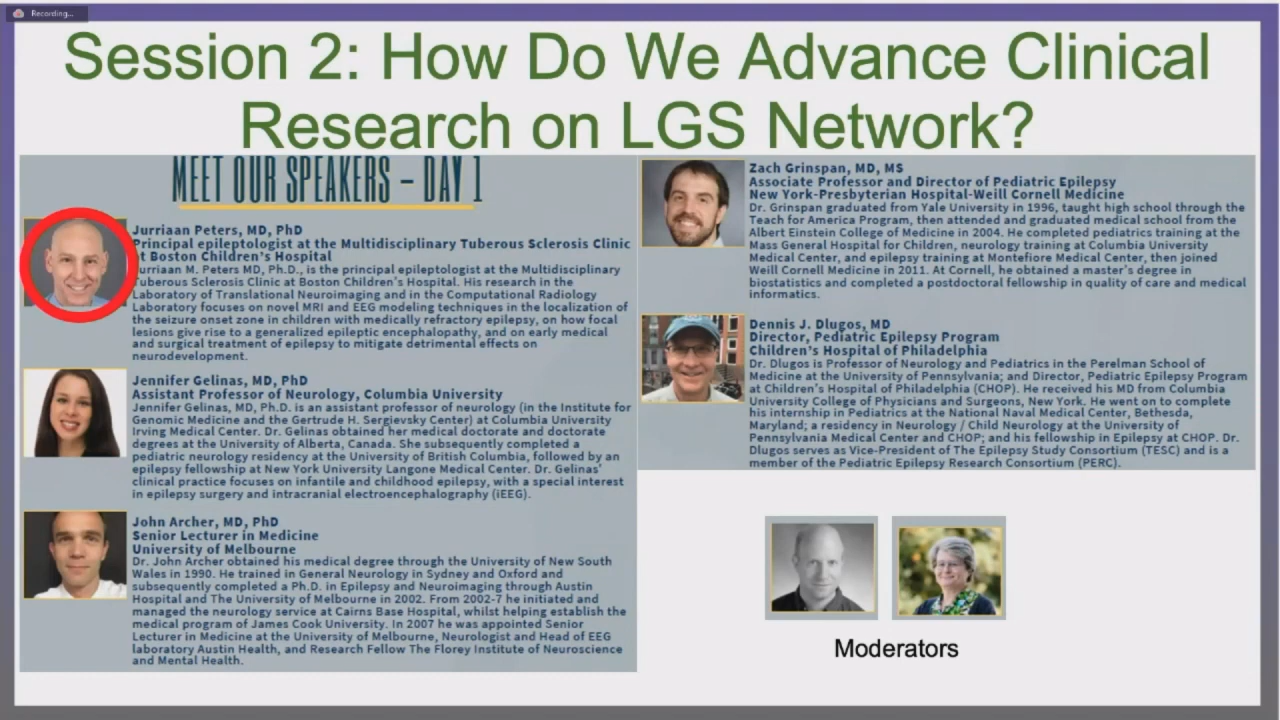 Recording...
Session 2: How Do We Advance Clinical
Research on LGS Network?
MEET OUR SPEAKERS – DAY 1
Jurriaan Peters, MD, PhD
Principal epileptologist at the Multidisciplinary Tuberous Sclerosis Clinic
at Boston Children's Hospital
Jurriaan M. Peters MD, Ph.D., is the principal epileptologist at the Multidisciplinary
Tuberous Sclerosis Clinic at Boston Children's Hospital. His research in the
Laboratory of Translational Neuroimaging and in the Computational Radiology
Laboratory focuses on novel MRI and EEG modeling techniques in the localization of
the seizure onset zone in children with medically refractory epilepsy, on how focal
lesions give rise to a generalized epileptic encephalopathy, and on early medical
and surgical treatment of epilepsy to mitigate detrimental effects on
neurodevelopment.
Jennifer Gelinas, MD, PhD
Assistant Professor of Neurology, Columbia University
Jennifer Gelinas, MD, Ph.D. is an assistant professor of neurology (in the Institute for
Genomic Medicine and the Gertrude H. Sergievsky Center) at Columbia University
Irving Medical Center. Dr. Gelinas obtained her medical doctorate and doctorate
degrees at the University of Alberta, Canada. She subsequently completed a
pediatric neurology residency at the University of British Columbia, followed by an
epilepsy fellowship at New York University Langone Medical Center. Dr. Gelinas'
clinical practice focuses on infantile and childhood epilepsy, with a special interest
in epilepsy surgery and intracranial electroencephalography (iEEG).
John Archer, MD, PhD
Senior Lecturer in Medicine
University of Melbourne
Dr. John Archer obtained his medical degree through the University of New South
Wales in 1990. He trained in General Neurology in Sydney and Oxford and
subsequently completed a Ph.D. in Epilepsy and Neuroimaging through Austin
Hospital and The University of Melbourne in 2002. From 2002-7 he initiated and
managed the neurology service at Cairns Base Hospital, whilst helping establish the
medical program of James Cook University. In 2007 he was appointed Senior
Lecturer in Medicine at the University of Melbourne, Neurologist and Head of EEG
laboratory Austin Health, and Research Fellow The Florey Institute of Neuroscience
and Mental Health.
Zach Grinspan, MD, MS
Associate Professor and Director of Pediatric Epilepsy
New York-Presbyterian Hospital-Weill Cornell Medicine
Dr. Grinspan graduated from Yale University in 1996, taught high school through the
Teach for America Program, then attended and graduated medical school from the
Albert Einstein College of Medicine in 2004. He completed pediatrics training at the
Mass General Hospital for Children, neurology training at Columbia University
Medical Center, and epilepsy training at Montefiore Medical Center, then joined
Weill Cornell Medicine in 2011. At Cornell, he obtained a master's degree in
biostatistics and completed a postdoctoral fellowship in quality of care and medical
informatics.
Dennis J. Dlugos, MD
Director, Pediatric Epilepsy Program
Children's Hospital of Philadelphia
Dr. Dlugos is Professor of Neurology and Pediatrics in the Perelman School of
Medicine at the University of Pennsylvania; and Director, Pediatric Epilepsy Program
at Children's Hospital of Philadelphia (CHOP). He received his MD from Columbia
University College of Physicians and Surgeons, New York. He went on to complete
his internship in Pediatrics at the National Naval Medical Center, Bethesda,
Maryland; a residency in Neurology / Child Neurology at the University of
Pennsylvania Medical Center and CHOP; and his fellowship in Epilepsy at CHOP. Dr.
Dlugos serves as Vice-President of The Epilepsy Study Consortium (TESC) and is a
member of the Pediatric Epilepsy Research Consortium (PERC).
Moderators